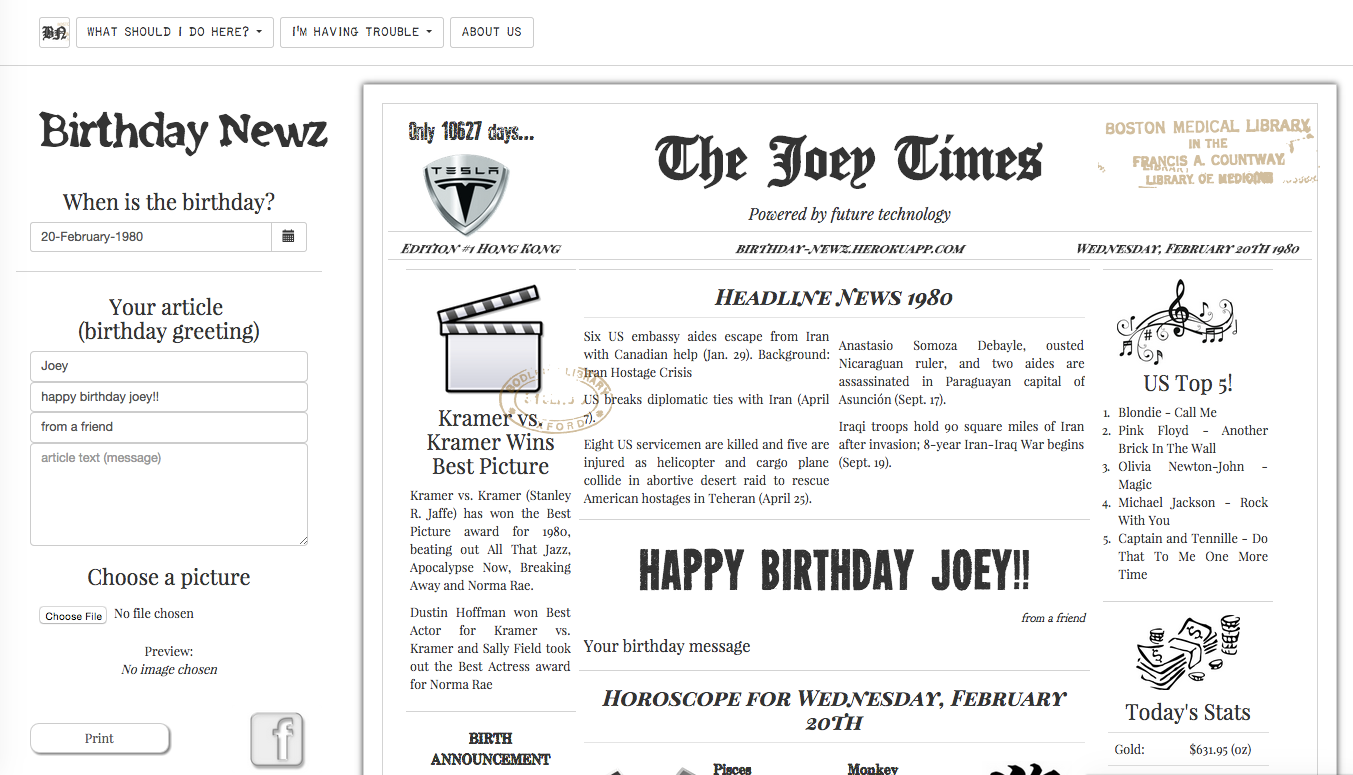 BN
WHAT SHOULD I DO HERE?
I'M HAVING TROUBLE
ABOUT US
Birthday Newz
When is the birthday?
20-February-1980
Your article
(birthday greeting)
Joey
happy birthday joey!!
from a friend
article text (message)
Choose a picture
Choose File No file chosen
Preview:
No image chosen
Print
f
Only 10627 days...
TESLA
The Joey Times
Powered by future technology
BOSTON MEDICAL LIBRARY
IN THE
FRANCIS A. COUNTWAY
LIBRARY OF MEDICINE
Edition #1 Hong Kong
birthday-newz.herokuapp.com
Wednesday, February 20th 1980
Kramer vs.
Kramer Wins
Best Picture
Kramer vs. Kramer (Stanley
R. Jaffe) has won the Best
Picture award for 1980,
beating out All That Jazz,
Apocalypse Now, Breaking
Away and Norma Rae.
Dustin Hoffman won Best
Actor for Kramer vs.
Kramer and Sally Field took
out the Best Actress award
for Norma Rae
BIRTH
ANNOUNCEMENT
Headline News 1980
Six US embassy aides escape from Iran
with Canadian help (Jan. 29). Background:
Iran Hostage Crisis
US breaks diplomatic ties with Iran (April
7).
Eight US servicemen are killed and five are
injured as helicopter and cargo plane
collide in abortive desert raid to rescue
American hostages in Teheran (April 25).
Anastasio Somoza Debayle, ousted
Nicaraguan ruler, and two aides are
assassinated in Paraguayan capital of
Asunción (Sept. 17).
Iraqi troops hold 90 square miles of Iran
after invasion; 8-year Iran-Iraq War begins
(Sept. 19).
HAPPY BIRTHDAY JOEY!!
from a friend
Your birthday message
Horoscope for Wednesday, February
20th
Pisces
Monkey
US Top 5!
1. Blondie - Call Me
2. Pink Floyd - Another
Brick In The Wall
3. Olivia Newton-John -
Magic
4. Michael Jackson - Rock
With You
5. Captain and Tennille - Do
That To Me One More
Time
Today's Stats
Gold: $631.95 (oz)